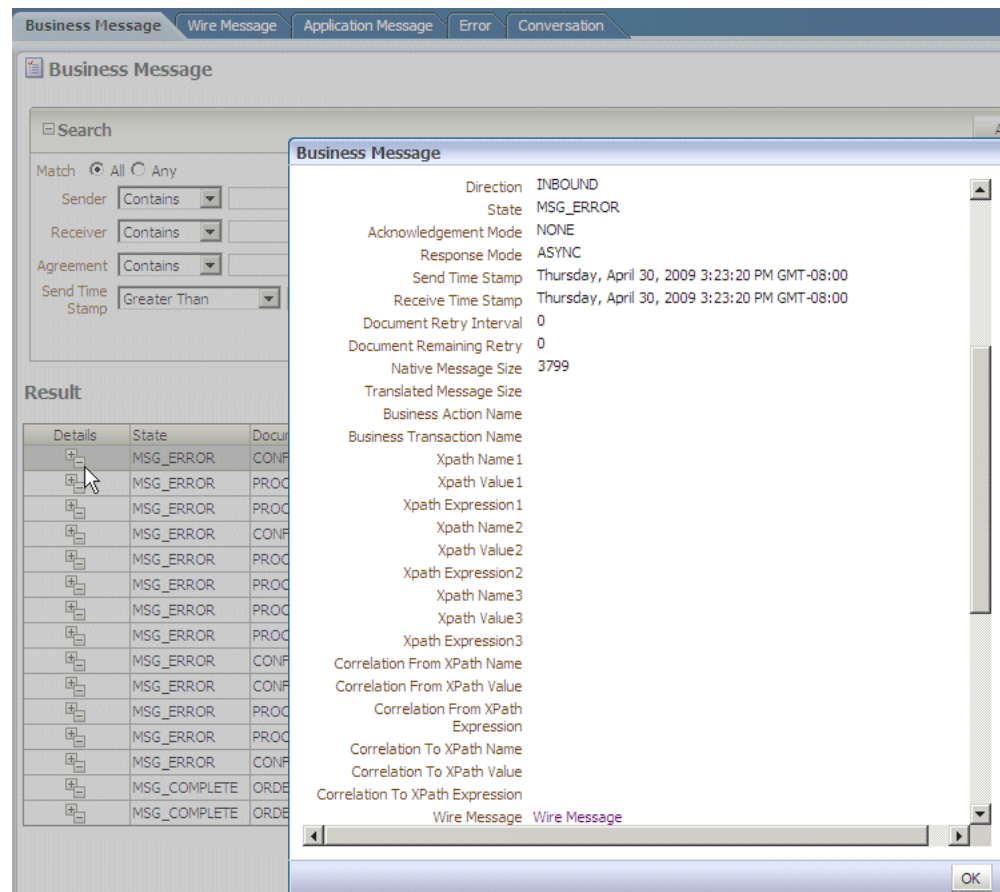 Business Message Wire Message Application Message Error Conversation
Business Message
Search
Match All Any
Sender Contains
Receiver Contains
Agreement Contains
Send Time
Stamp
Greater Than
Result
Details State
MSG_ERROR
MSG_ERROR
MSG_ERROR
MSG_ERROR
MSG_ERROR
MSG_ERROR
MSG_ERROR
MSG_ERROR
MSG_ERROR
MSG_ERROR
MSG_ERROR
MSG_ERROR
MSG_ERROR
MSG_COMPLETE
MSG_COMPLETE
Business Message
Direction INBOUND
State MSG_ERROR
Acknowledgement Mode NONE
Response Mode ASYNC
Send Time Stamp Thursday, April 30, 2009 3:23:20 PM GMT-08:00
Receive Time Stamp Thursday, April 30, 2009 3:23:20 PM GMT-08:00
Document Retry Interval 0
Document Remaining Retry 0
Native Message Size 3799
Translated Message Size
Business Action Name
Business Transaction Name
Xpath Name1
Xpath Value1
Xpath Expression1
Xpath Name2
Xpath Value2
Xpath Expression2
Xpath Name3
Xpath Value3
Xpath Expression3
Correlation From XPath Name
Correlation From XPath Value
Correlation From XPath
Expression
Correlation To XPath Name
Correlation To XPath Value
Correlation To XPath Expression
Wire Message Wire Message
OK